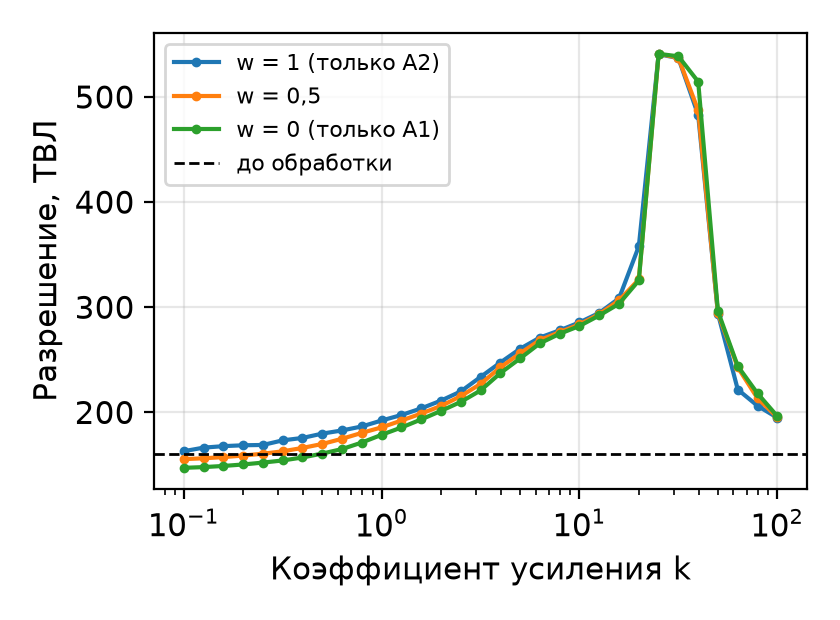 w = 1 (только A2)
w = 0,5
w = 0 (только A1)
до обработки
Разрешение, ТВЛ
500
400
300
200
10⁻¹
10⁰
10¹
10²
Коэффициент усиления k